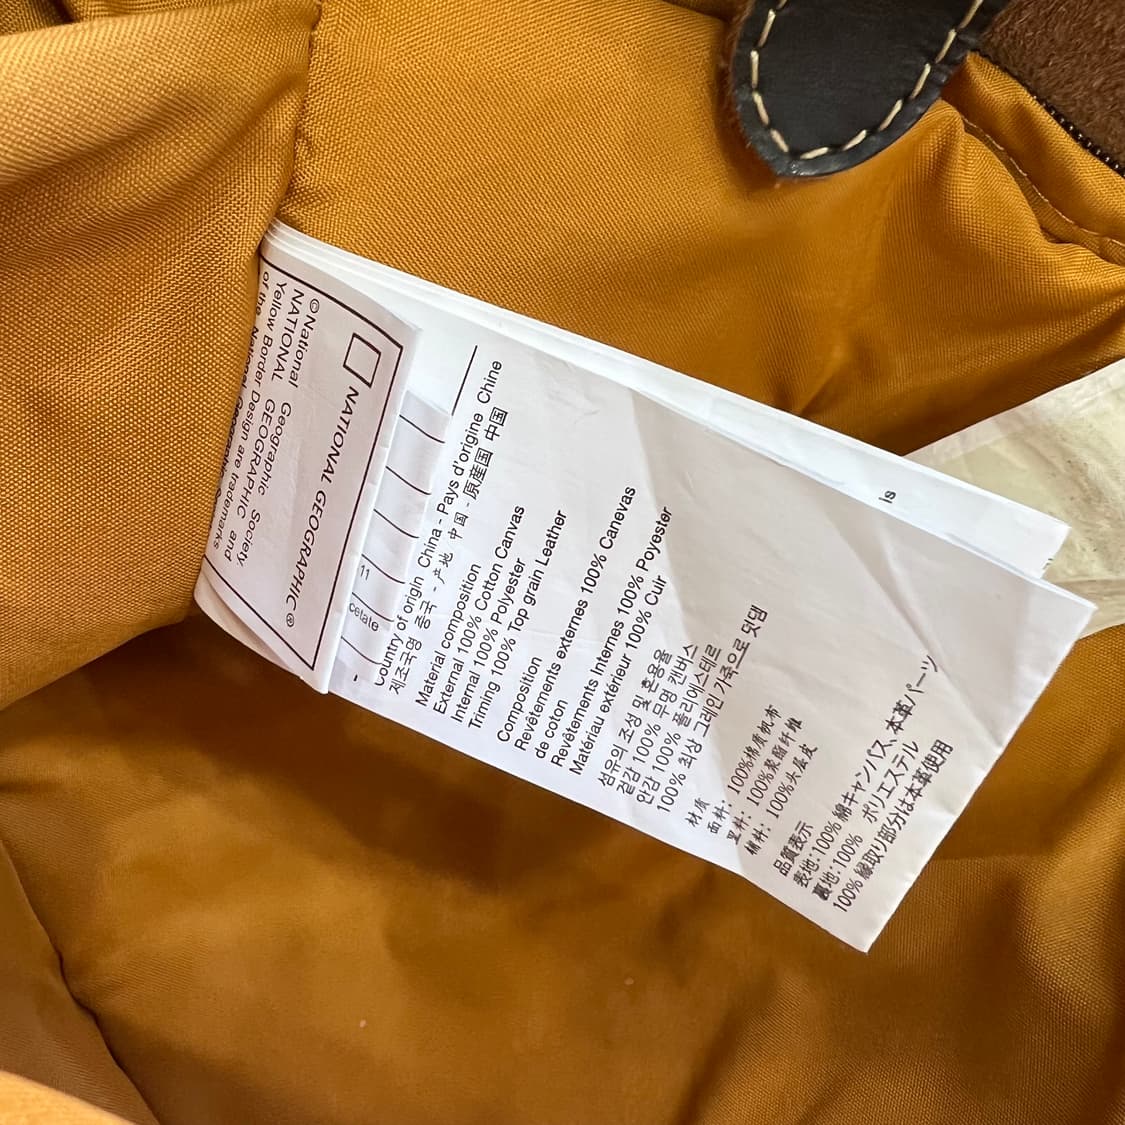 NATIONAL GEOGRAPHIC®
©National Geographic Society
NATIONAL GEOGRAPHIC and
Yellow Border Design are trademarks
of the National Geographic
11
cetate
ls
Country of origin China - Pays d'origine Chine
제조국명 중국 - 产地 中国 - 原産国 中国
Material composition
External 100% Cotton Canvas
Internal 100% Polyester
Triming 100% Top grain Leather
Composition
Revêtements externes 100% Canevas
de coton
Revêtements Internes 100% Polyester
Matériau extérieur 100% Cuir
섬유의 조성 및 혼용율
겉감 100% 무명 캔버스
안감 100% 폴리에스테르
100% 최상 그레인가죽으로 덧댐
材质
面料: 100%棉质帆布
里料: 100%聚酯纤维
辅料: 100%头层皮
品質表示
表地:100% 綿キャンバス、本革パーツ
裏地:100% ポリエステル
100% 縁取り部分は本革使用